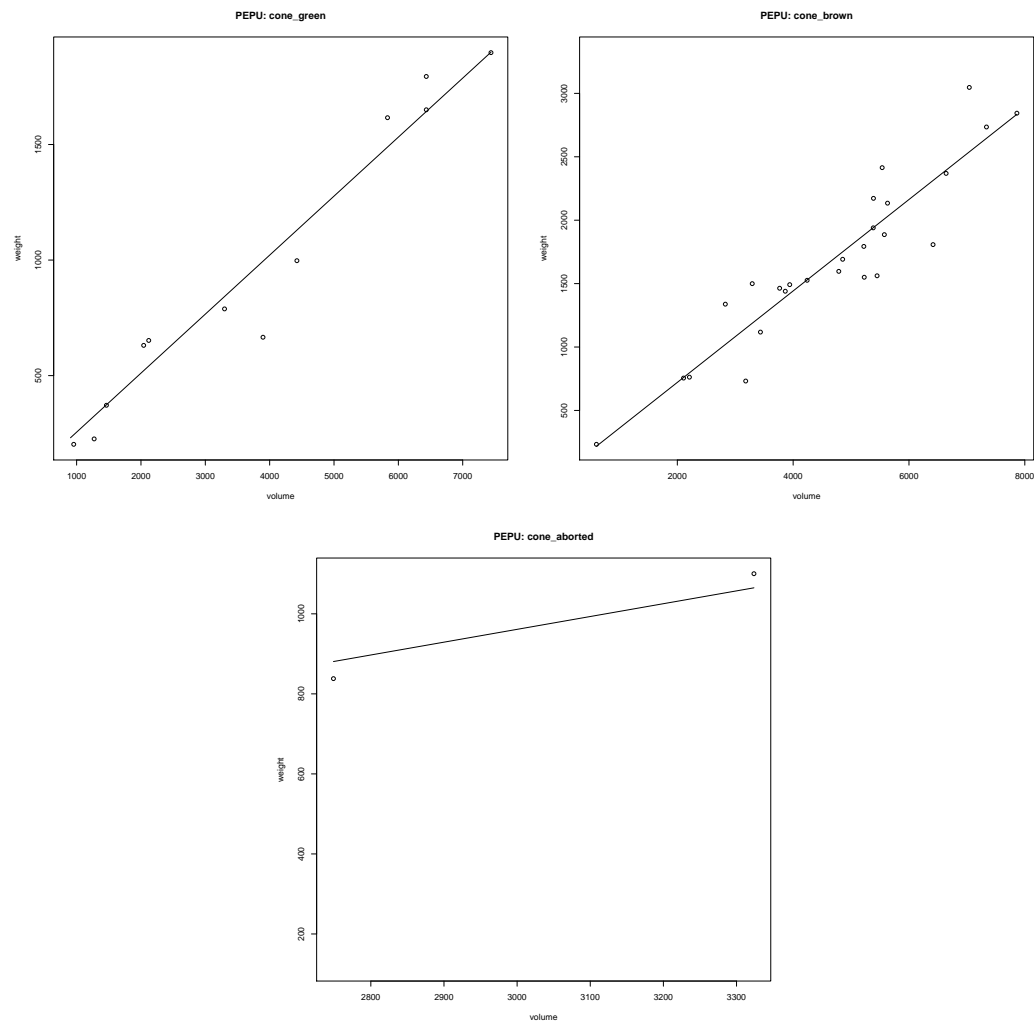 PEPU: cone_green
weight
500
1000
1500
1000 2000 3000 4000 5000 6000 7000
volume
PEPU: cone_brown
weight
500 1000 1500 2000 2500 3000
2000 4000 6000 8000
volume
PEPU: cone_aborted
weight
200 400 600 800 1000
2800 2900 3000 3100 3200 3300
volume